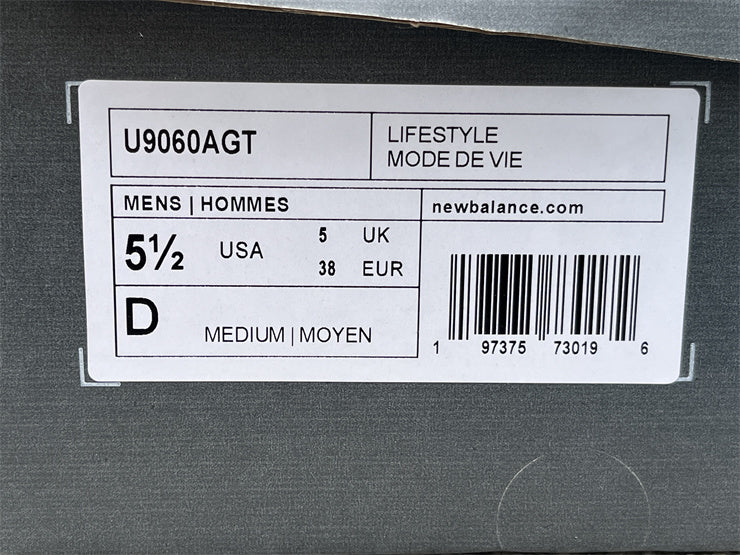 U9060AGT
LIFESTYLE
MODE DE VIE
MENS | HOMMES
5½ USA
5 UK
38 EUR
D
MEDIUM | MOYEN
newbalance.com
1 97375 73019 6